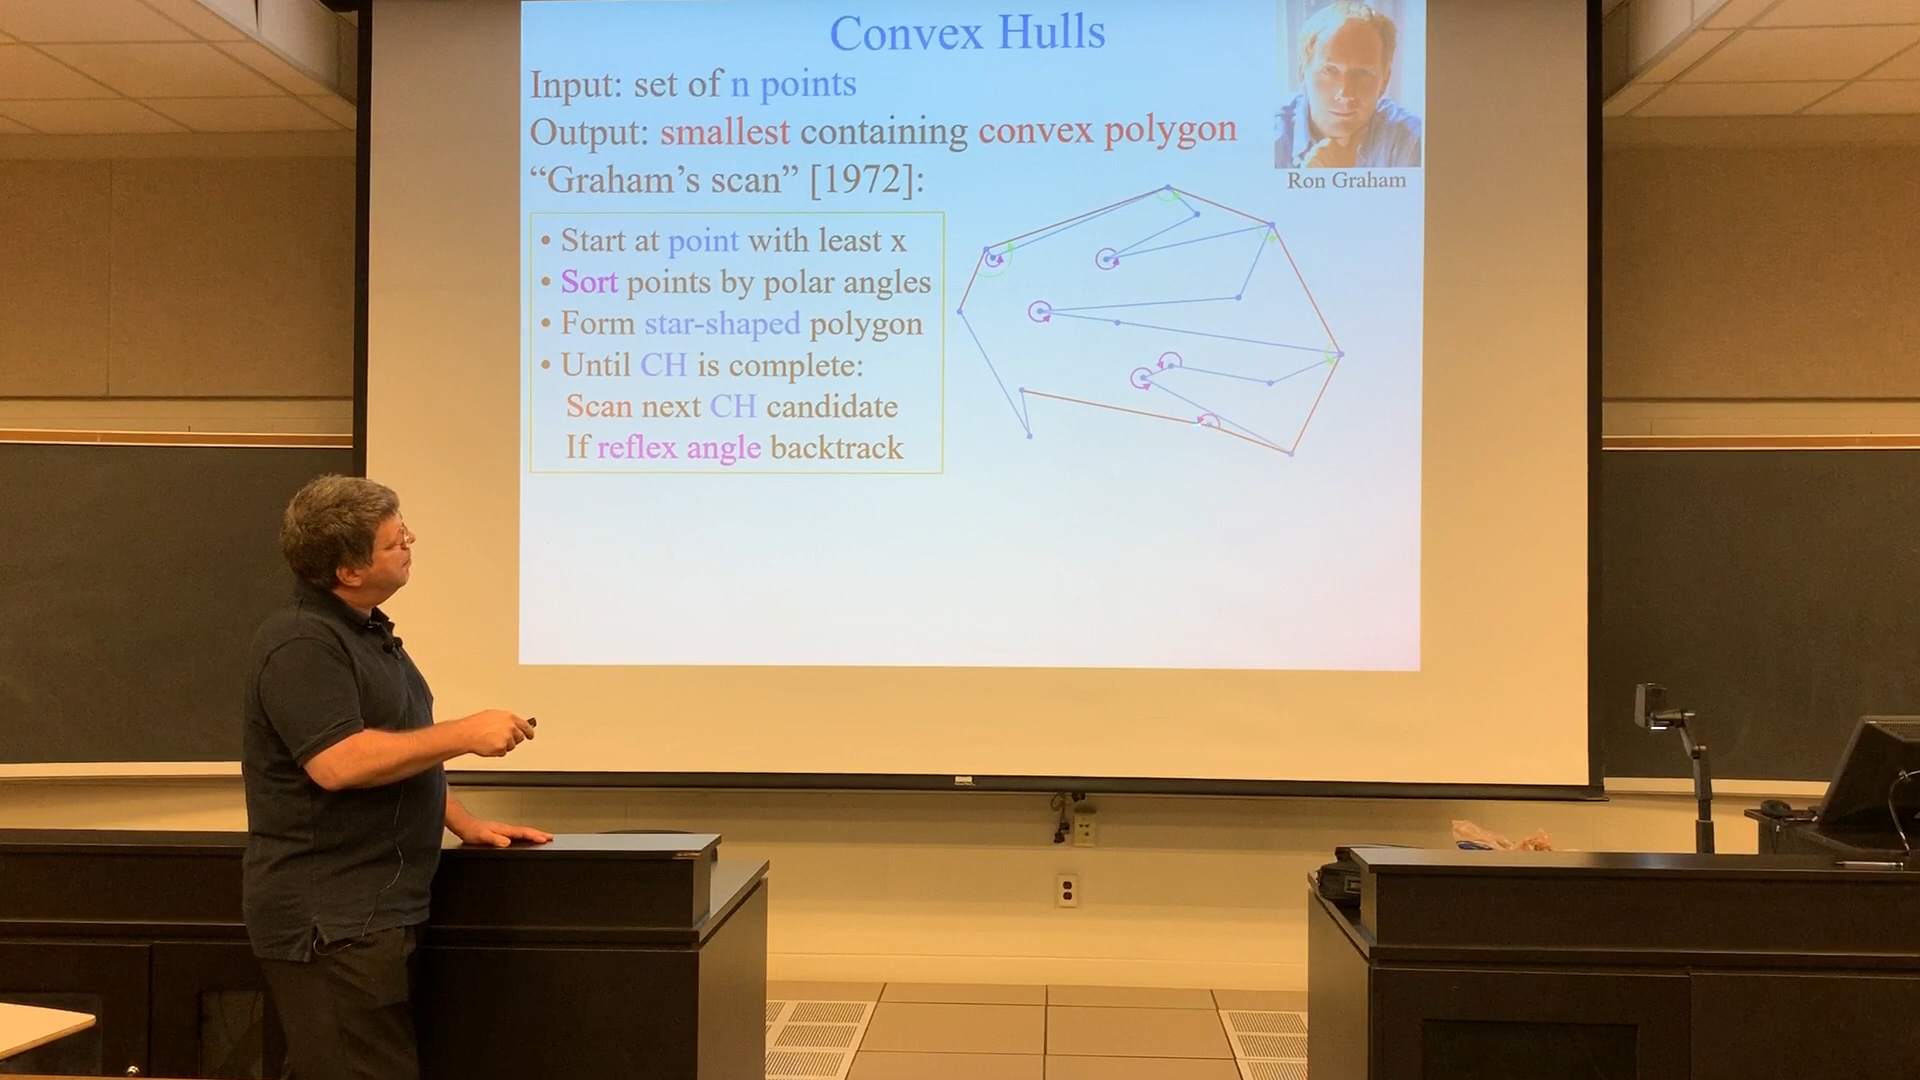 Convex Hulls
Input: set of n points
Output: smallest containing convex polygon
“Graham’s scan” [1972]:
Ron Graham
• Start at point with least x
• Sort points by polar angles
• Form star-shaped polygon
• Until CH is complete:
Scan next CH candidate
If reflex angle backtrack